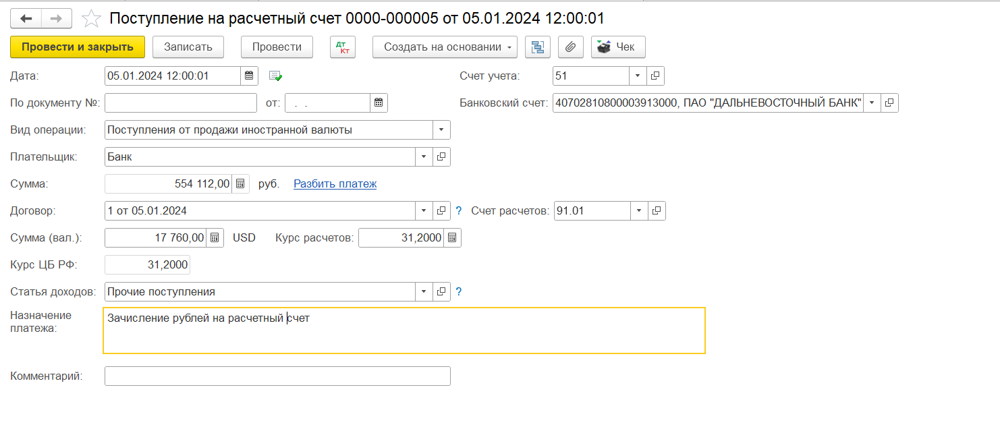 Поступление на расчетный счет 0000-000005 от 05.01.2024 12:00:01
Провести и закрыть Записать Провести Дт Кт Создать на основании Чек
Дата: 05.01.2024 12:00:01 Счет учета: 51
По документу №: от: . . Банковский счет: 40702810800003913000, ПАО "ДАЛЬНЕВОСТОЧНЫЙ БАНК"
Вид операции: Поступления от продажи иностранной валюты
Плательщик: Банк
Сумма: 554 112,00 руб. Разбить платеж
Договор: 1 от 05.01.2024 ? Счет расчетов: 91.01
Сумма (вал.): 17 760,00 USD Курс расчетов: 31,2000
Курс ЦБ РФ: 31,2000
Статья доходов: Прочие поступления ?
Назначение платежа: Зачисление рублей на расчетный счет
Комментарий: